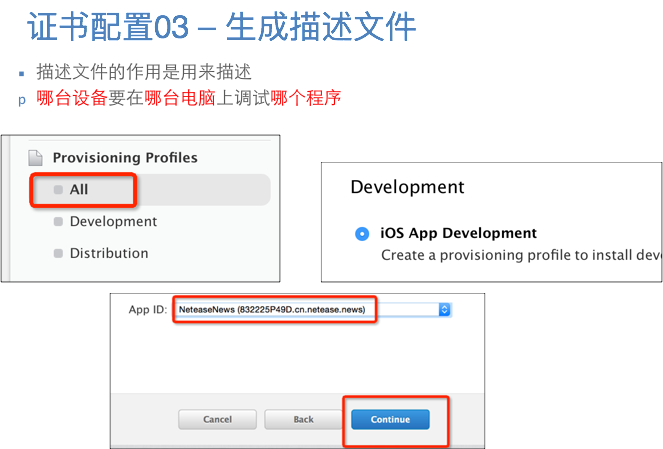 证书配置03 – 生成描述文件
描述文件的作用是用来描述
p 哪台设备要在哪台电脑上调试哪个程序
Provisioning Profiles
All
Development
Distribution
Development
iOS App Development
Create a provisioning profile to install deve
App ID: NeteaseNews (832225P49D.cn.netease.news)
Cancel Back Continue